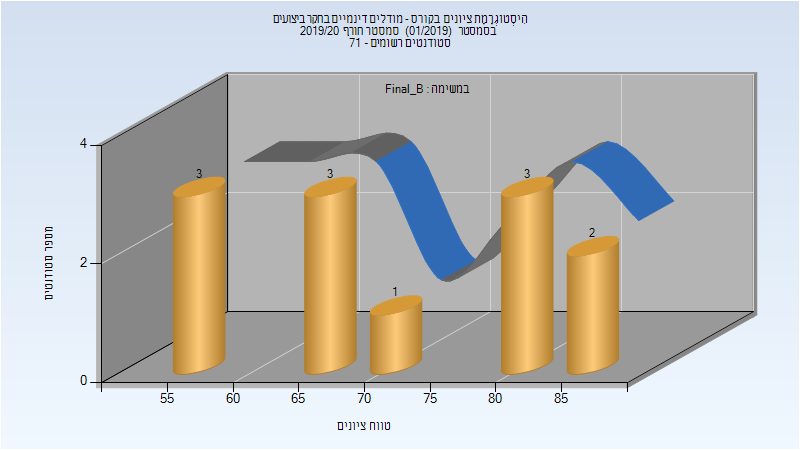 היסטוגרמת ציונים בקורס - מודלים דינמיים בחקר ביצועים
בסמסטר (01/2019) סמסטר חורף 2019/20
סטודנטים רשומים - 71
במשימה : Final_B
מספר סטודנטים
4
2
0
3
3
1
3
2
55
60
65
70
75
80
85
טווח ציונים